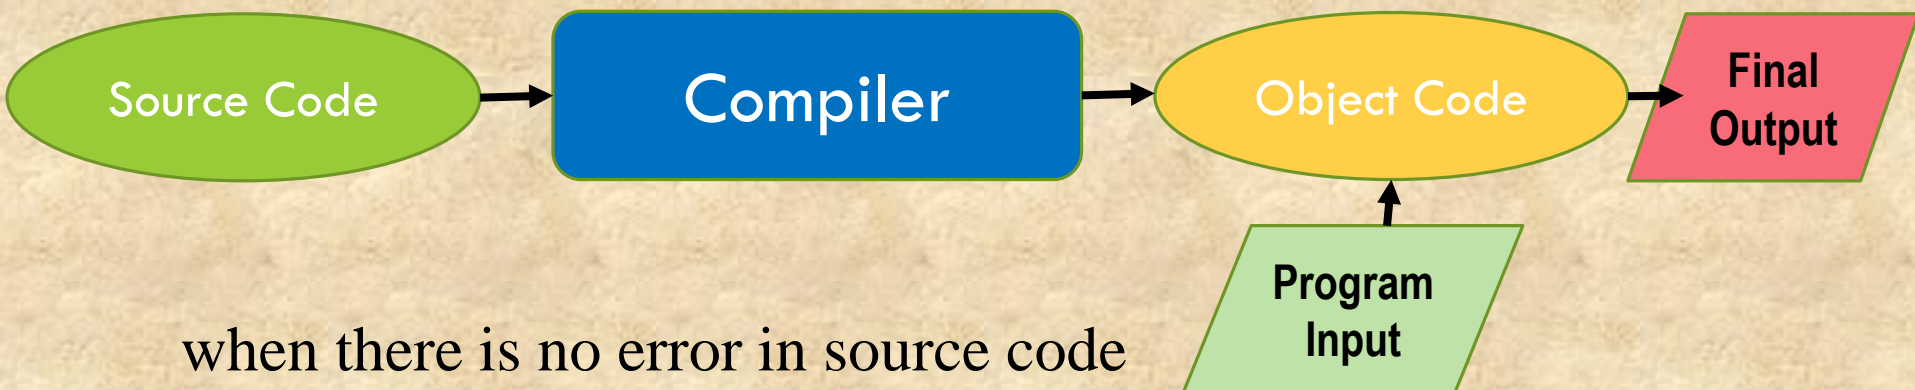 Source Code
Compiler
Object Code
Final
Output
Program
Input
when there is no error in source code